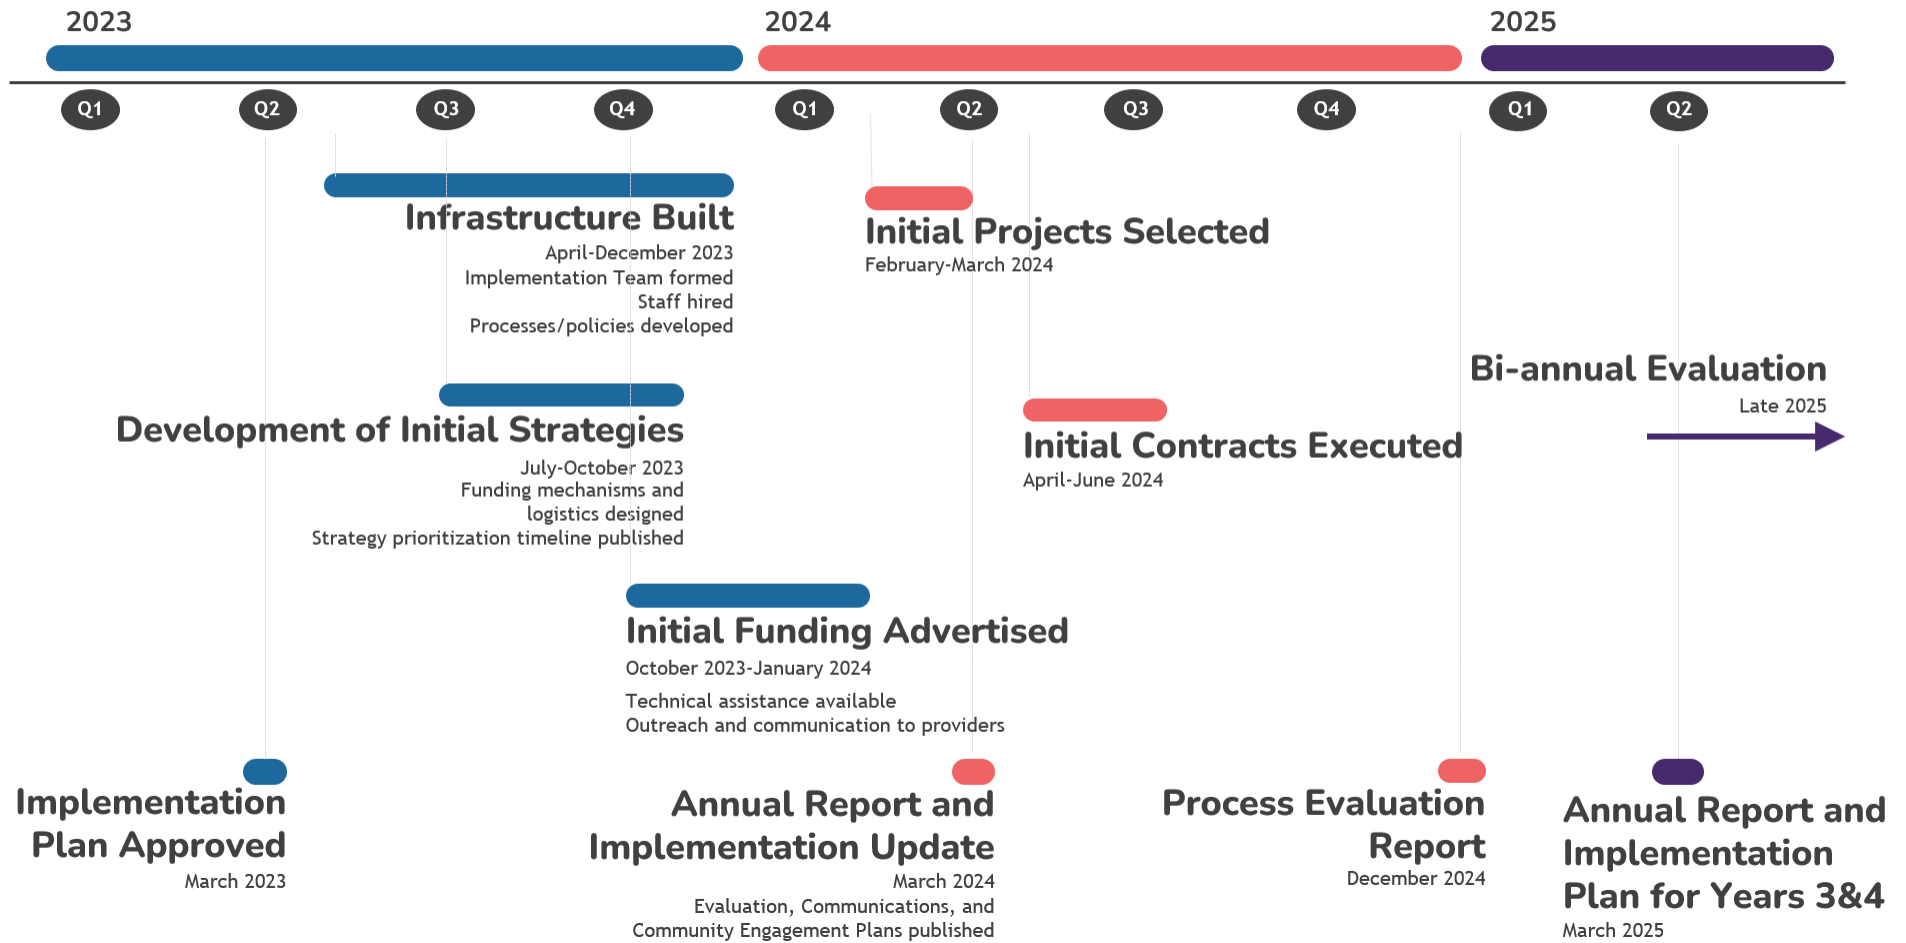 2023
2024
2025
Q1
Q2
Q3
Q4
Q1
Q2
Q3
Q4
Q1
Q2
Infrastructure Built
April-December 2023
Implementation Team formed
Staff hired
Processes/policies developed
Initial Projects Selected
February-March 2024
Bi-annual Evaluation
Late 2025
Development of Initial Strategies
July-October 2023
Funding mechanisms and
logistics designed
Strategy prioritization timeline published
Initial Contracts Executed
April-June 2024
Initial Funding Advertised
October 2023-January 2024
Technical assistance available
Outreach and communication to providers
Implementation
Plan Approved
March 2023
Annual Report and
Implementation Update
March 2024
Evaluation, Communications, and
Community Engagement Plans published
Process Evaluation
Report
December 2024
Annual Report and
Implementation
Plan for Years 3&4
March 2025